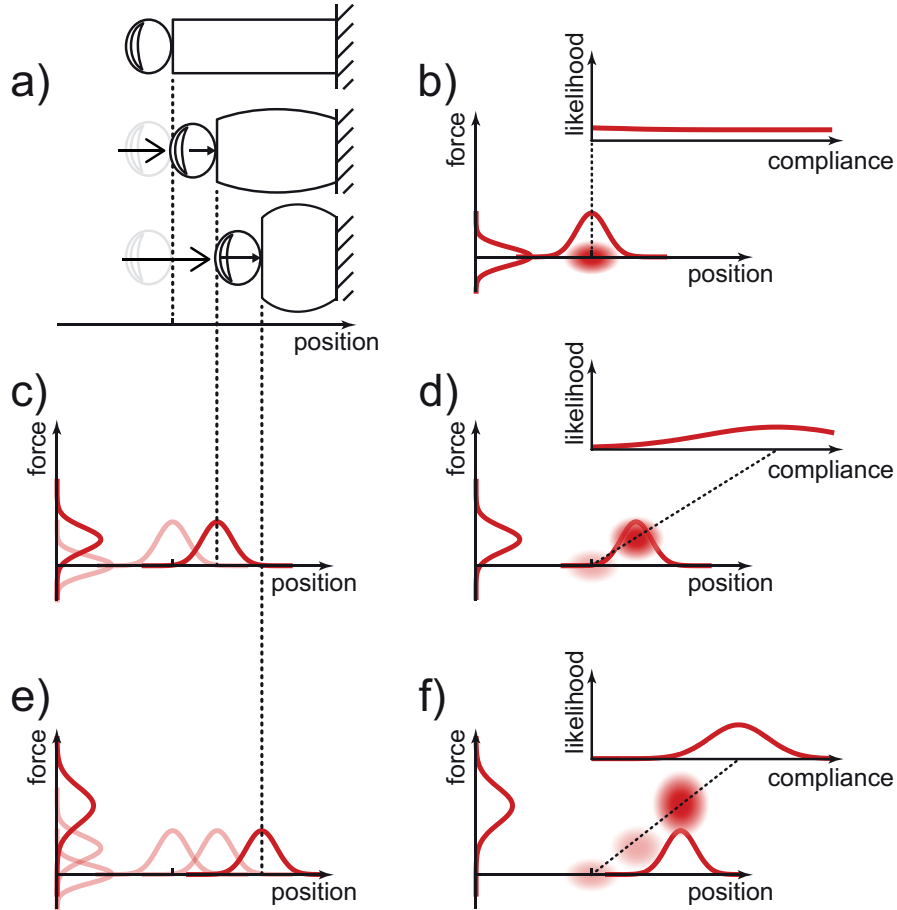 a)
position
b)
force
position
likelihood
compliance
c)
force
position
d)
force
position
likelihood
compliance
e)
force
position
f)
force
position
likelihood
compliance